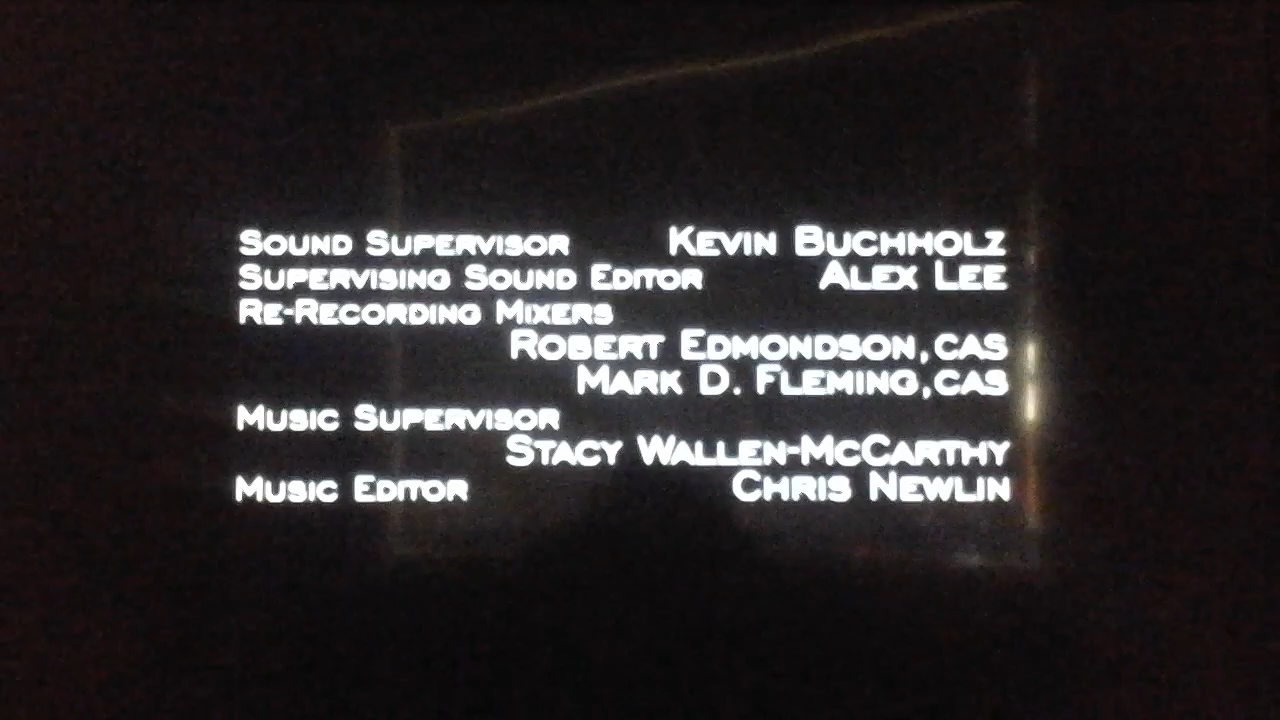 Sound Supervisor Kevin Buchholz
Supervising Sound Editor Alex Lee
Re-Recording Mixers
Robert Edmondson, CAS
Mark D. Fleming, CAS
Music Supervisor
Stacy Wallen-McCarthy
Music Editor Chris Newlin